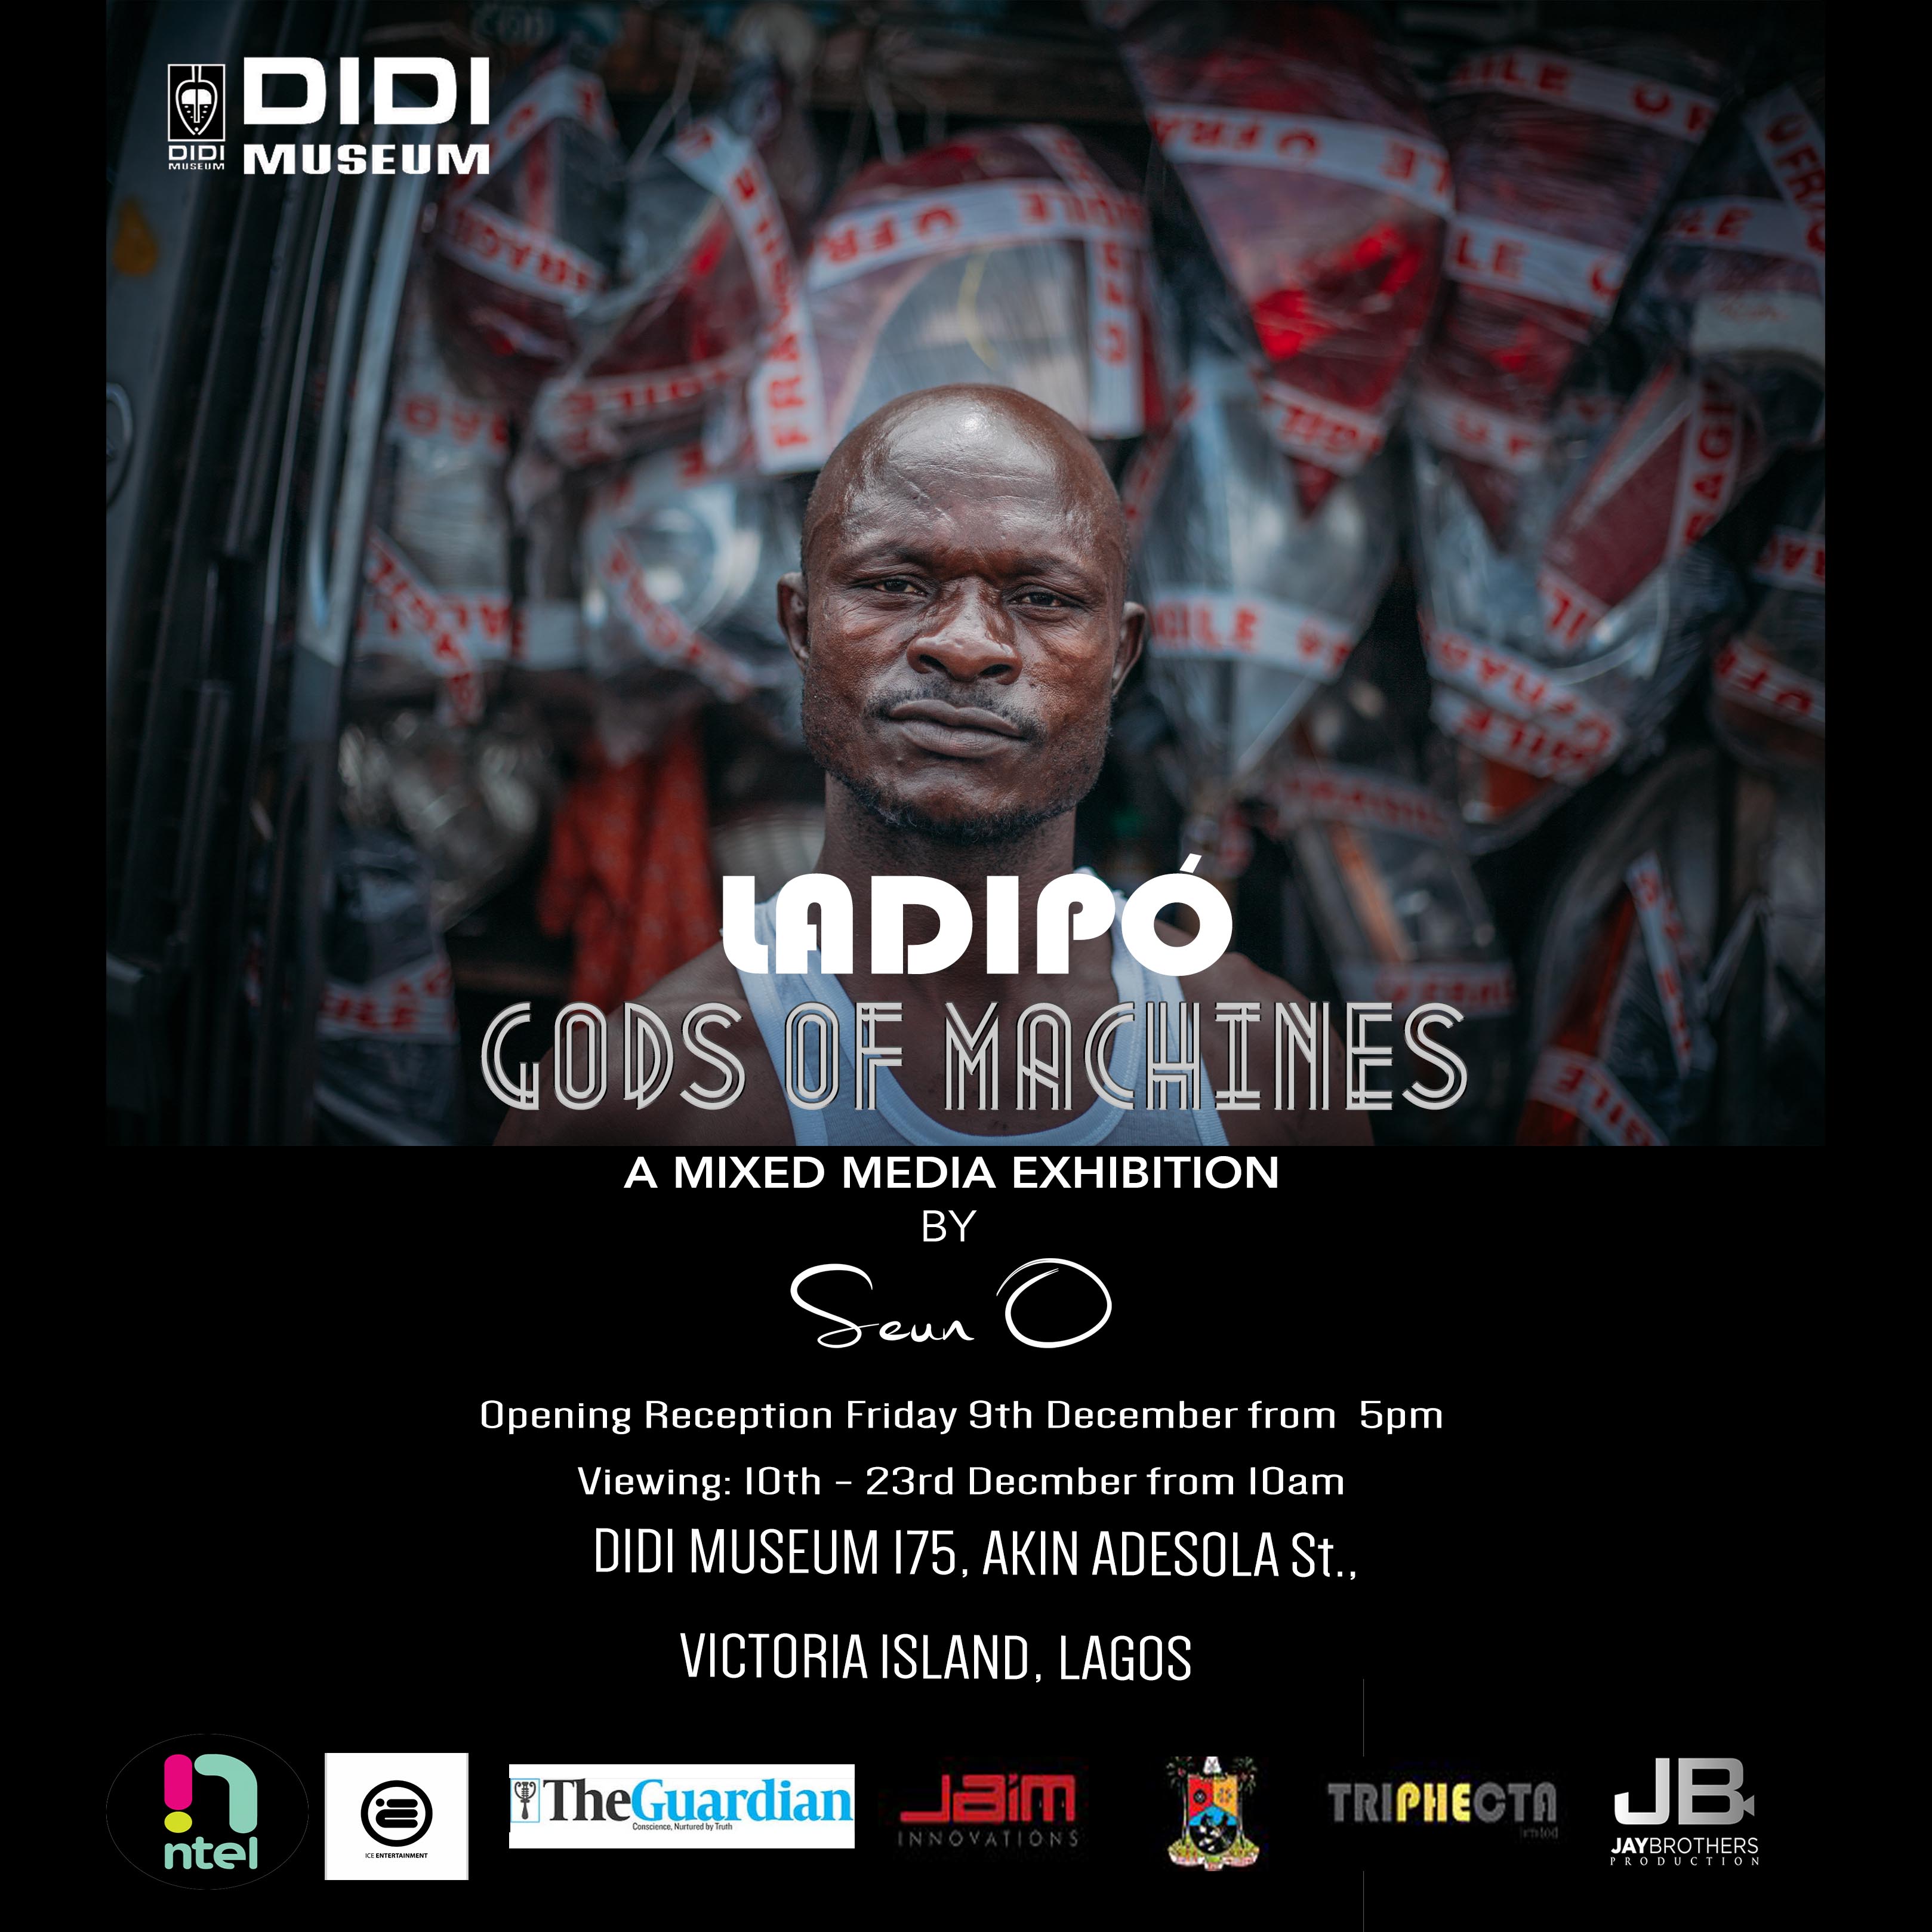 DIDI
MUSEUM
DIDI
MUSEUM
LADIPÓ
GODS OF MACHINES
A MIXED MEDIA EXHIBITION
BY
Seun O
Opening Reception Friday 9th December from 5pm
Viewing: 10th - 23rd Decmber from 10am
DIDI MUSEUM 175, AKIN ADESOLA St.,
VICTORIA ISLAND, LAGOS
ntel
ICE ENTERTAINMENT
TheGuardian
Conscience, Nurtured by Truth
Jaim
INNOVATIONS
TRIPHECTA
JB
JAYBROTHERS
PRODUCTION